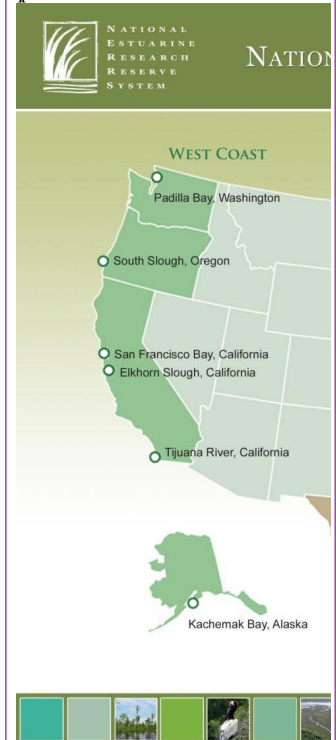 NATIONAL
ESTUARINE
RESEARCH
RESERVE
SYSTEM
NATION
WEST COAST
Padilla Bay, Washington
South Slough, Oregon
San Francisco Bay, California
Elkhorn Slough, California
Tijuana River, California
Kachemak Bay, Alaska